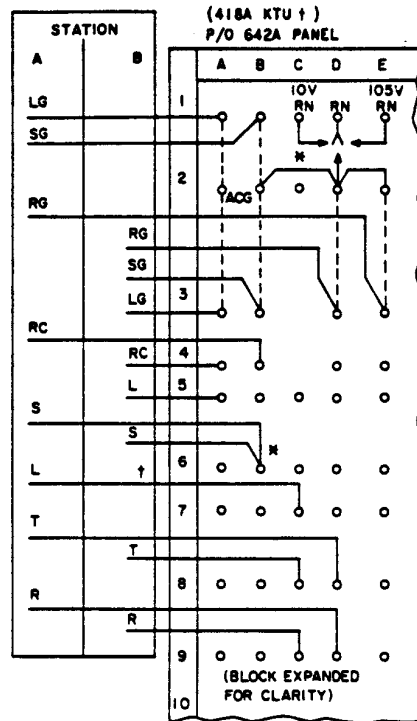 (418A KTU †)
P/O 642A PANEL
STATION
A B
A B C D E
10V 105V
RN RN RN
1
LG
SG
*
2
ACG
RG
RG
SG
3
LG
RC
RC 4
L 5
S
S *
6
L †
7
T
T
8
R
R
9
(BLOCK EXPANDED
FOR CLARITY)
10